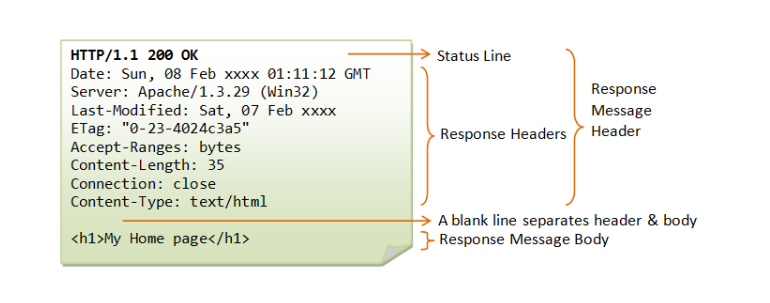 HTTP/1.1 200 OK
Date: Sun, 08 Feb xxxx 01:11:12 GMT
Server: Apache/1.3.29 (Win32)
Last-Modified: Sat, 07 Feb xxxx
ETag: "0-23-4024c3a5"
Accept-Ranges: bytes
Content-Length: 35
Connection: close
Content-Type: text/html
<h1>My Home page</h1>
Status Line
Response Headers
Response
Message
Header
A blank line separates header & body
Response Message Body